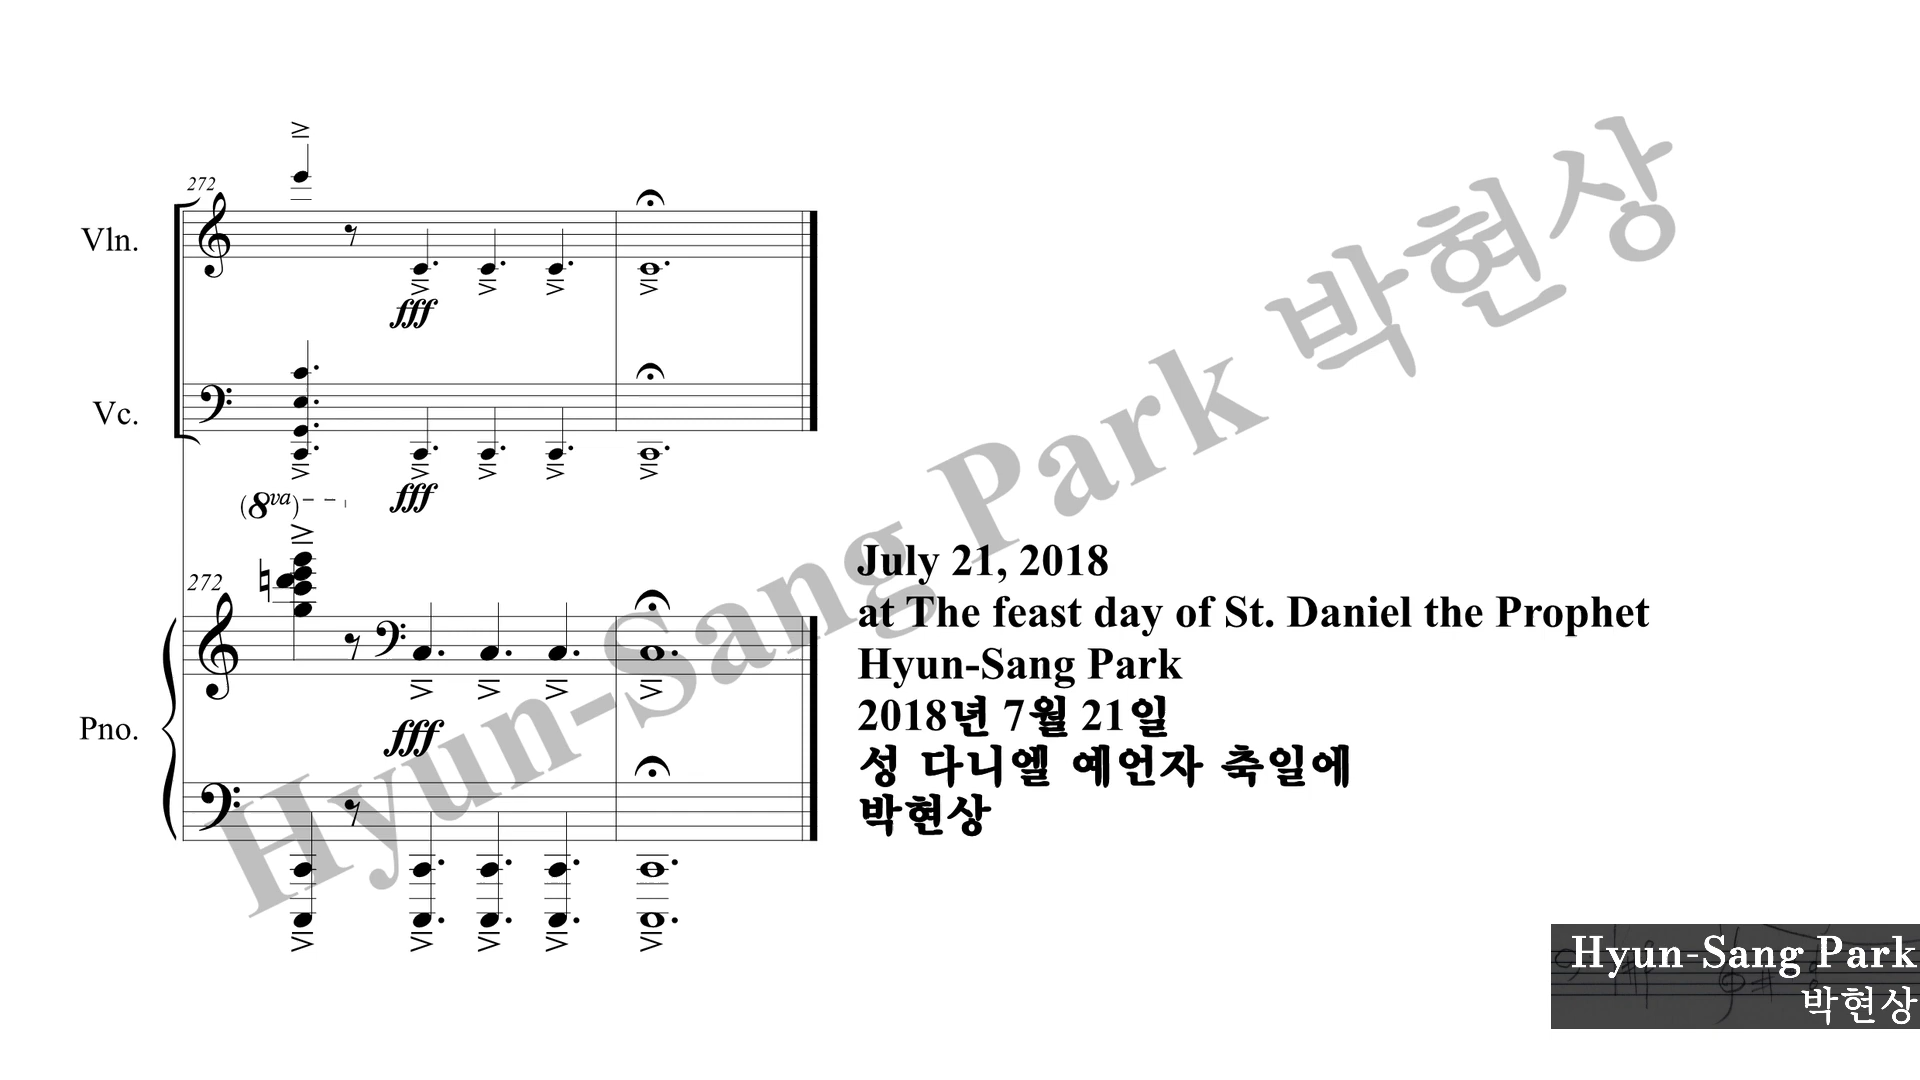 272
Vln.
fff
Vc.
fff
(8va)
272
Pno.
fff
Hyun-Sang Park 박현상
July 21, 2018
at The feast day of St. Daniel the Prophet
Hyun-Sang Park
2018년 7월 21일
성 다니엘 예언자 축일에
박현상
Hyun-Sang Park
박현상